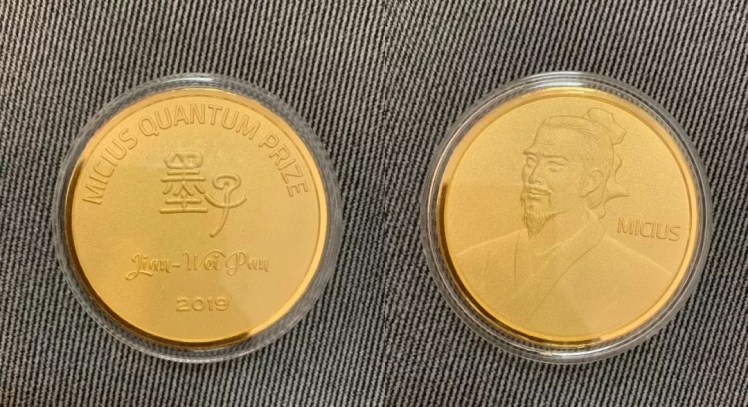 MICIUS QUANTUM PRIZE
墨子
Jian-Wei Pan
2019
MICIUS